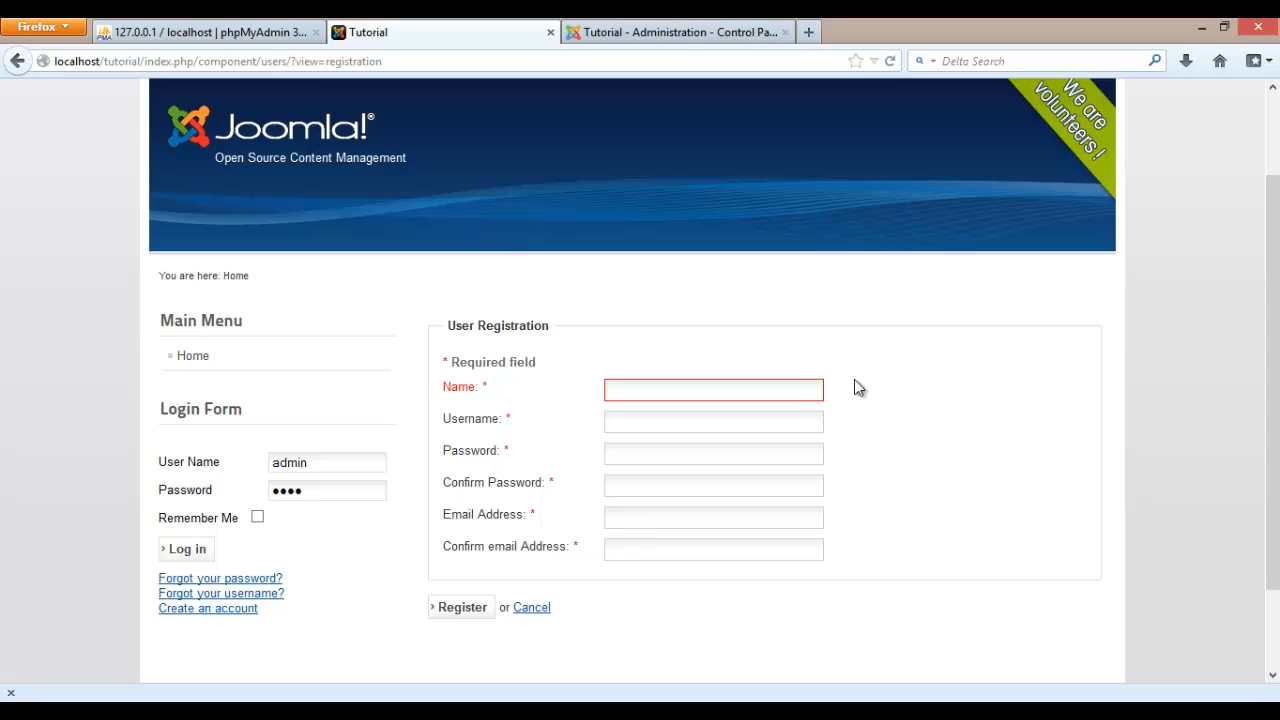 Firefox
127.0.0.1 / localhost | phpMyAdmin 3...
Tutorial
Tutorial - Administration - Control Pa...
localhost/tutorial/index.php/component/users/?view=registration
Delta Search
Joomla!®
Open Source Content Management
We are
volunteers !
You are here: Home
Main Menu
Home
Login Form
User Name admin
Password ••••
Remember Me
Log in
Forgot your password?
Forgot your username?
Create an account
User Registration
* Required field
Name: *
Username: *
Password: *
Confirm Password: *
Email Address: *
Confirm email Address: *
Register or Cancel